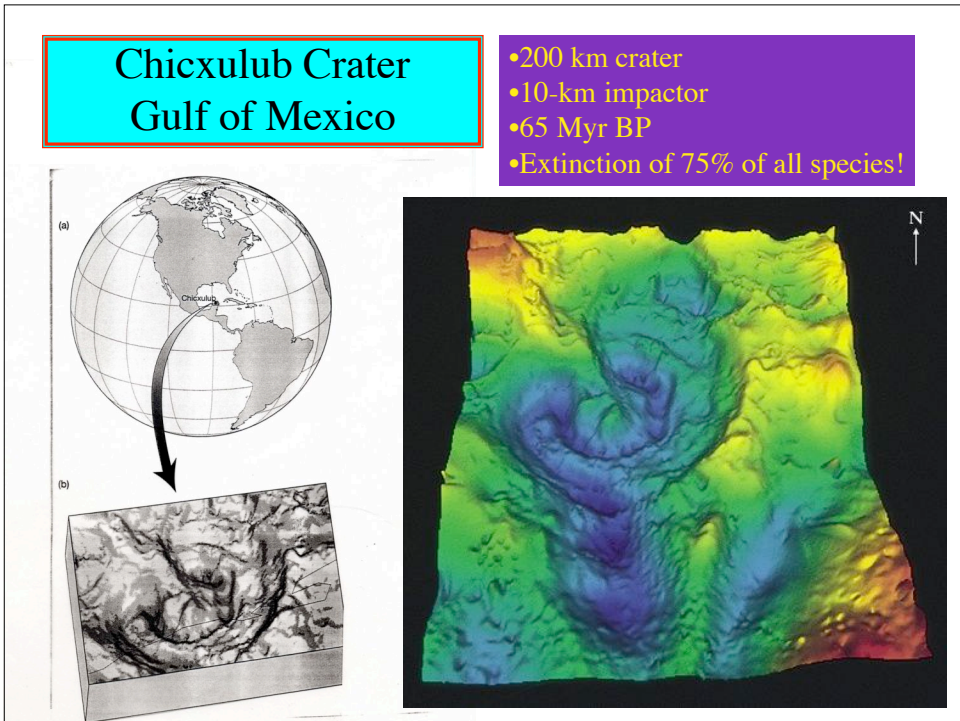 Chicxulub Crater
Gulf of Mexico
•200 km crater
•10-km impactor
•65 Myr BP
•Extinction of 75% of all species!
(a)
Chicxulub
(b)
N